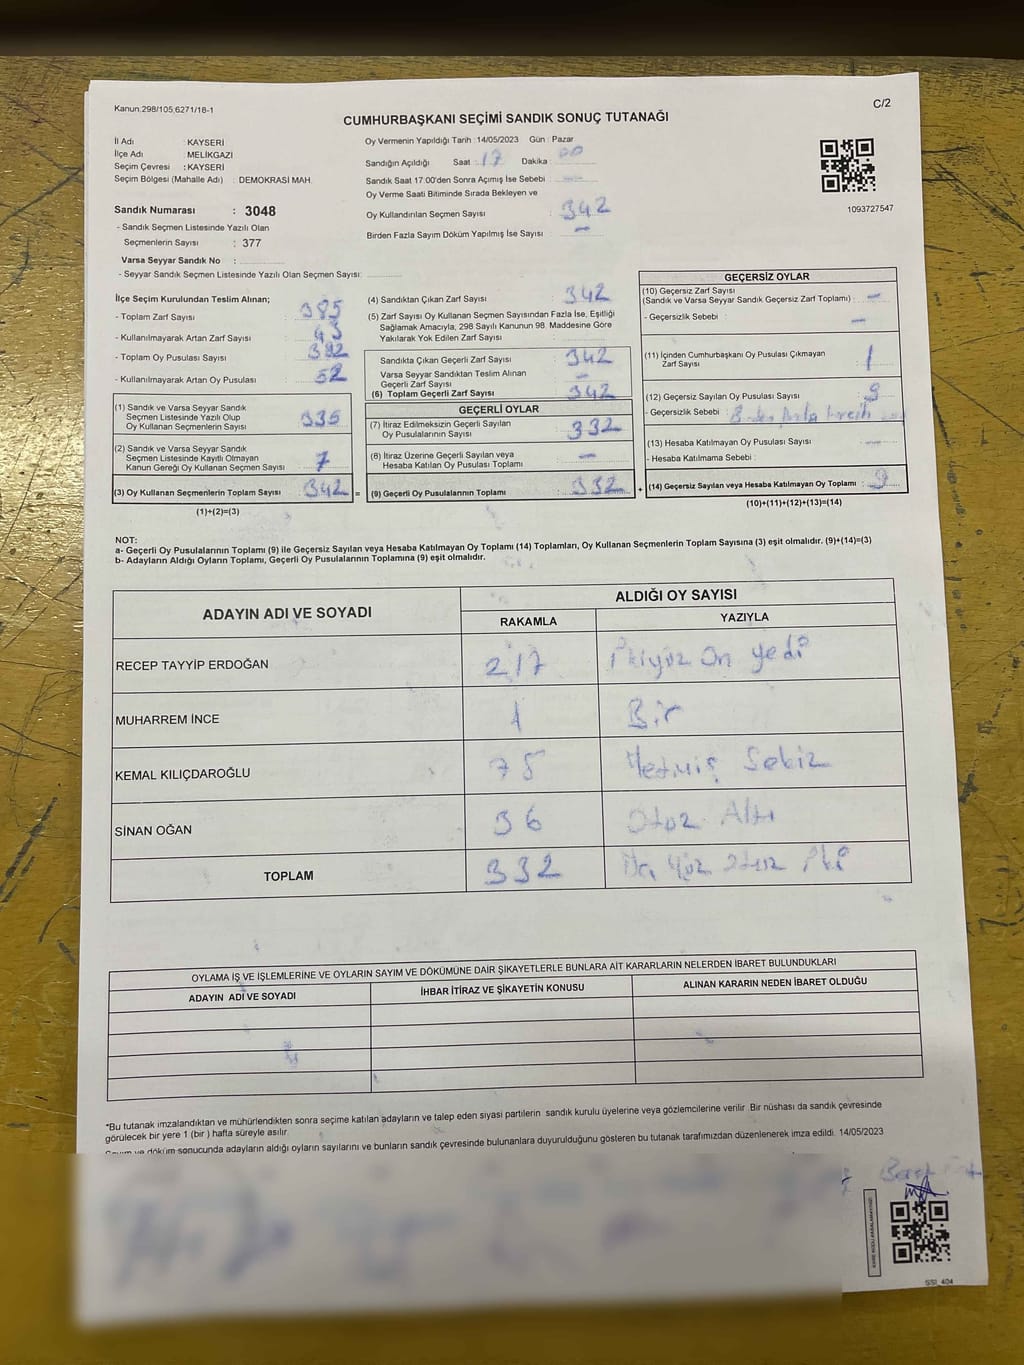 Kanun:298/105,6271/18-1
C/2
CUMHURBAŞKANI SEÇİMİ SANDIK SONUÇ TUTANAĞI
İl Adı : KAYSERİ
İlçe Adı : MELİKGAZİ
Seçim Çevresi : KAYSERİ
Seçim Bölgesi (Mahalle Adı) : DEMOKRASİ MAH.
Sandık Numarası : 3048
- Sandık Seçmen Listesinde Yazılı Olan
Seçmenlerin Sayısı : 377
Varsa Seyyar Sandık No :
- Seyyar Sandık Seçmen Listesinde Yazılı Olan Seçmen Sayısı:
Oy Vermenin Yapıldığı Tarih : 14/05/2023 Gün : Pazar
Sandığın Açıldığı Saat : 17 Dakika : 00
Sandık Saat 17:00'den Sonra Açımış İse Sebebi : —
Oy Verme Saati Bitiminde Sırada Bekleyen ve
Oy Kullandırılan Seçmen Sayısı : 342
Birden Fazla Sayım Döküm Yapılmış İse Sayısı : —
1093727547
İlçe Seçim Kurulundan Teslim Alınan;
- Toplam Zarf Sayısı : 385
- Kullanılmayarak Artan Zarf Sayısı : 43
- Toplam Oy Pusulası Sayısı :
- Kullanılmayarak Artan Oy Pusulası : 52
(1) Sandık ve Varsa Seyyar Sandık
Seçmen Listesinde Yazılı Olup
Oy Kullanan Seçmenlerin Sayısı : 335
(2) Sandık ve Varsa Seyyar Sandık
Seçmen Listesinde Kayıtlı Olmayan
Kanun Gereği Oy Kullanan Seçmen Sayısı : 7
(3) Oy Kullanan Seçmenlerin Toplam Sayısı : 342 =
(1)+(2)=(3)
(4) Sandıktan Çıkan Zarf Sayısı : 342
(5) Zarf Sayısı Oy Kullanan Seçmen Sayısından Fazla İse, Eşitliği
Sağlamak Amacıyla; 298 Sayılı Kanunun 98. Maddesine Göre
Yakılarak Yok Edilen Zarf Sayısı :
Sandıkta Çıkan Geçerli Zarf Sayısı : 342
Varsa Seyyar Sandıktan Teslim Alınan
Geçerli Zarf Sayısı : —
(6) Toplam Geçerli Zarf Sayısı : 342
GEÇERLİ OYLAR
(7) İtiraz Edilmeksizin Geçerli Sayılan
Oy Pusulalarının Sayısı : 332
(8) İtiraz Üzerine Geçerli Sayılan veya
Hesaba Katılan Oy Pusulası Toplamı : —
(9) Geçerli Oy Pusulalarının Toplamı : 332 +
GEÇERSİZ OYLAR
(10) Geçersiz Zarf Sayısı
(Sandık ve Varsa Seyyar Sandık Geçersiz Zarf Toplamı) : —
- Geçersizlik Sebebi : —
(11) İçinden Cumhurbaşkanı Oy Pusulası Çıkmayan
Zarf Sayısı : 1
(12) Geçersiz Sayılan Oy Pusulası Sayısı : 9
- Geçersizlik Sebebi :
(13) Hesaba Katılmayan Oy Pusulası Sayısı : —
- Hesaba Katılmama Sebebi :
(14) Geçersiz Sayılan veya Hesaba Katılmayan Oy Toplamı : 9
(10)+(11)+(12)+(13)=(14)
NOT:
a- Geçerli Oy Pusulalarının Toplamı (9) ile Geçersiz Sayılan veya Hesaba Katılmayan Oy Toplamı (14) Toplamları, Oy Kullanan Seçmenlerin Toplam Sayısına (3) eşit olmalıdır. (9)+(14)=(3)
b- Adayların Aldığı Oyların Toplamı, Geçerli Oy Pusulalarının Toplamına (9) eşit olmalıdır.
ADAYIN ADI VE SOYADI
ALDIĞI OY SAYISI
RAKAMLA YAZIYLA
RECEP TAYYİP ERDOĞAN 217 İkiyüz On yedi
MUHARREM İNCE 1 Bir
KEMAL KILIÇDAROĞLU 78 Yetmiş Sekiz
SİNAN OĞAN 36 Otuz Altı
TOPLAM 332 Üç Yüz Otuz İki
OYLAMA İŞ VE İŞLEMLERİNE VE OYLARIN SAYIM VE DÖKÜMÜNE DAİR ŞİKAYETLERLE BUNLARA AİT KARARLARIN NELERDEN İBARET BULUNDUKLARI
ADAYIN ADI VE SOYADI İHBAR İTİRAZ VE ŞİKAYETİN KONUSU ALINAN KARARIN NEDEN İBARET OLDUĞU
*Bu tutanak imzalandıktan ve mühürlendikten sonra seçime katılan adayların ve talep eden siyasi partilerin sandık kurulu üyelerine veya gözlemcilerine verilir. Bir nüshası da sandık çevresinde
görülecek bir yere 1 (bir) hafta süreyle asılır.
Sayım ve döküm sonucunda adayların aldığı oyların sayılarını ve bunların sandık çevresinde bulunanlara duyurulduğunu gösteren bu tutanak tarafımızdan düzenlenerek imza edildi. 14/05/2023
SSI_404